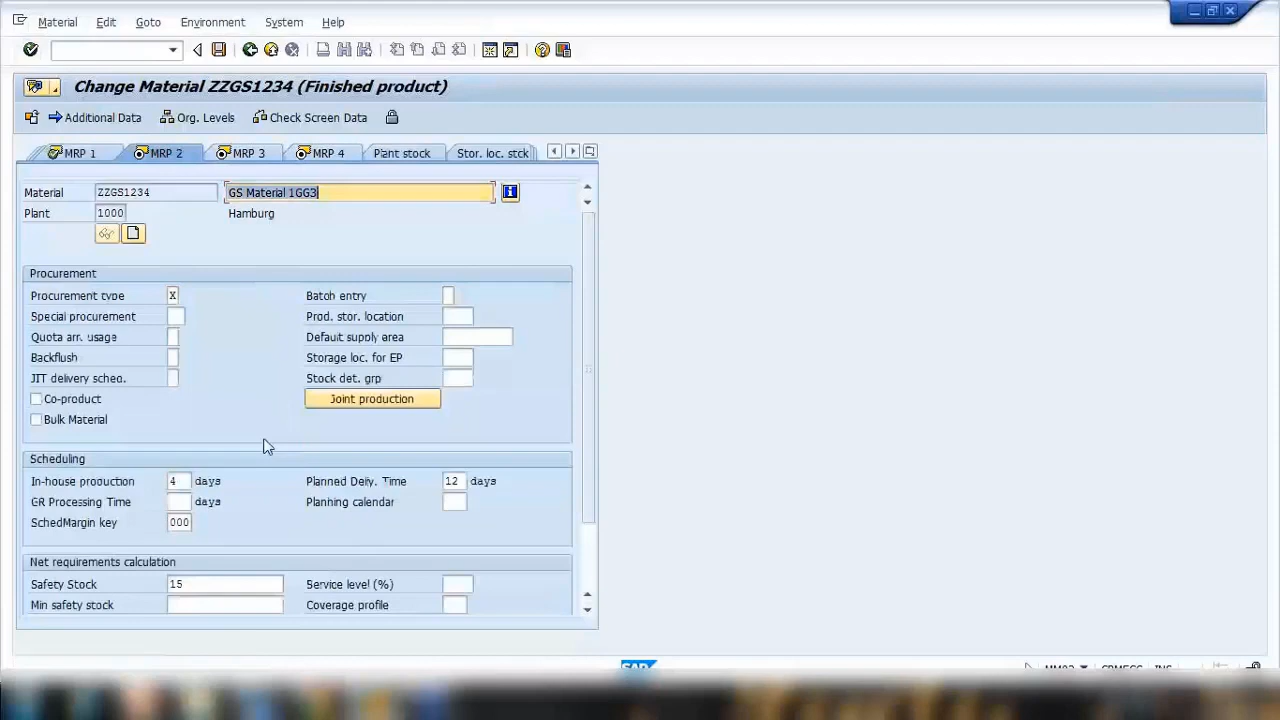 Material Edit Goto Environment System Help
Change Material ZZGS1234 (Finished product)
Additional Data Org. Levels Check Screen Data
MRP 1 MRP 2 MRP 3 MRP 4 Plant stock Stor. loc. stck
Material ZZGS1234 GS Material 1GG3
Plant 1000 Hamburg
Procurement
Procurement type X Batch entry
Special procurement Prod. stor. location
Quota arr. usage Default supply area
Backflush Storage loc. for EP
JIT delivery sched. Stock det. grp
Co-product Joint production
Bulk Material
Scheduling
In-house production 4 days Planned Deliv. Time 12 days
GR Processing Time days Planning calendar
SchedMargin key 000
Net requirements calculation
Safety Stock 15 Service level (%)
Min safety stock Coverage profile
SAP